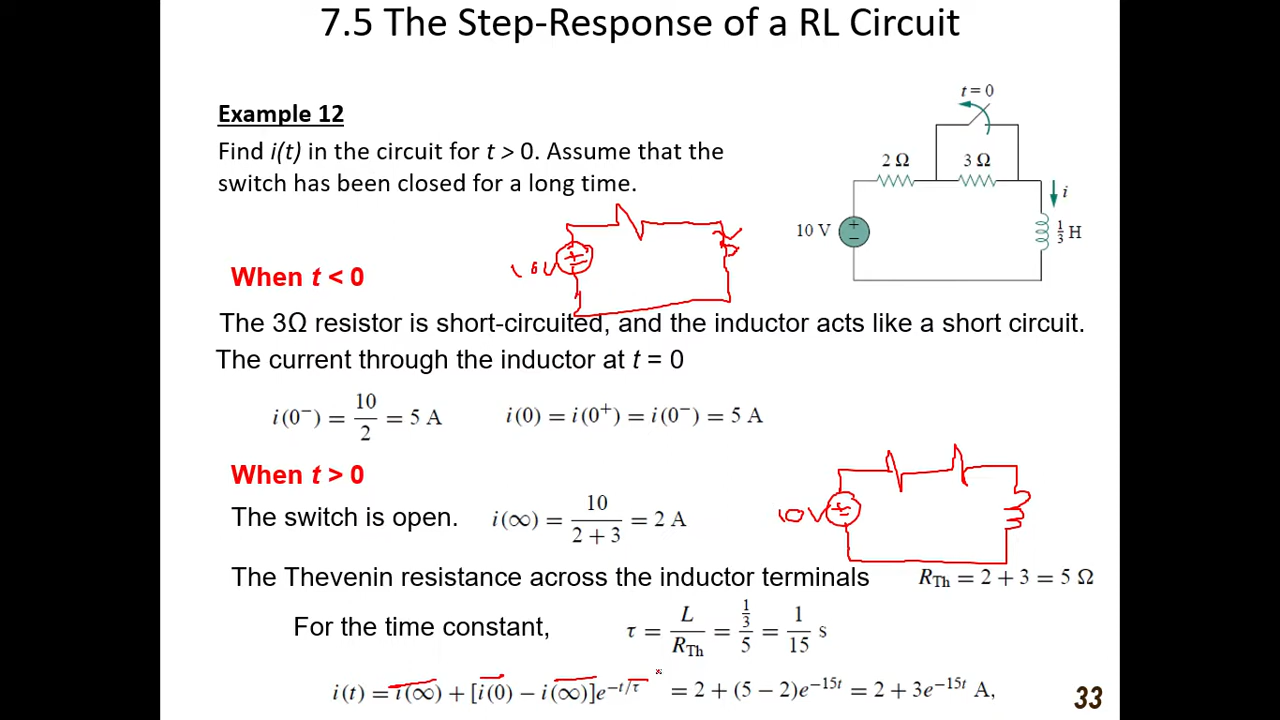 7.5 The Step-Response of a RL Circuit
Example 12
Find i(t) in the circuit for t > 0. Assume that the
switch has been closed for a long time.
t = 0
2 Ω
3 Ω
i
10 V
+
−
1/3 H
10V
When t < 0
The 3Ω resistor is short-circuited, and the inductor acts like a short circuit.
The current through the inductor at t = 0
i(0⁻) = 10/2 = 5 A
i(0) = i(0⁺) = i(0⁻) = 5 A
When t > 0
The switch is open.
i(∞) = 10/(2 + 3) = 2 A
10V
The Thevenin resistance across the inductor terminals
R_Th = 2 + 3 = 5 Ω
For the time constant,
τ = L/R_Th = (1/3)/5 = 1/15 s
i(t) = i(∞) + [i(0) − i(∞)]e^(−t/τ) = 2 + (5 − 2)e^(−15t) = 2 + 3e^(−15t) A,
33